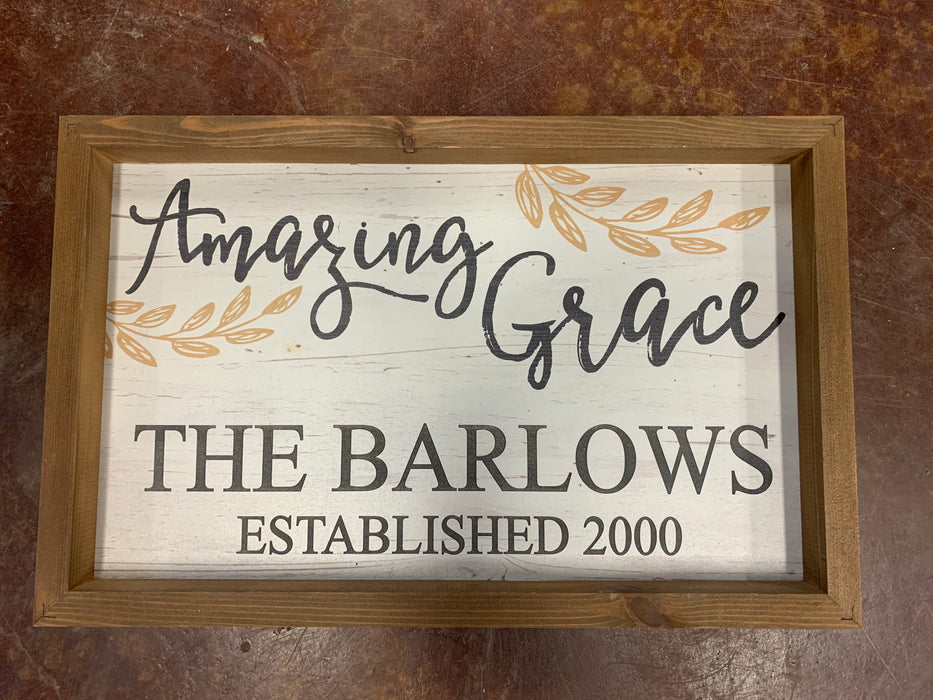 Amazing
Grace
THE BARLOWS
ESTABLISHED 2000